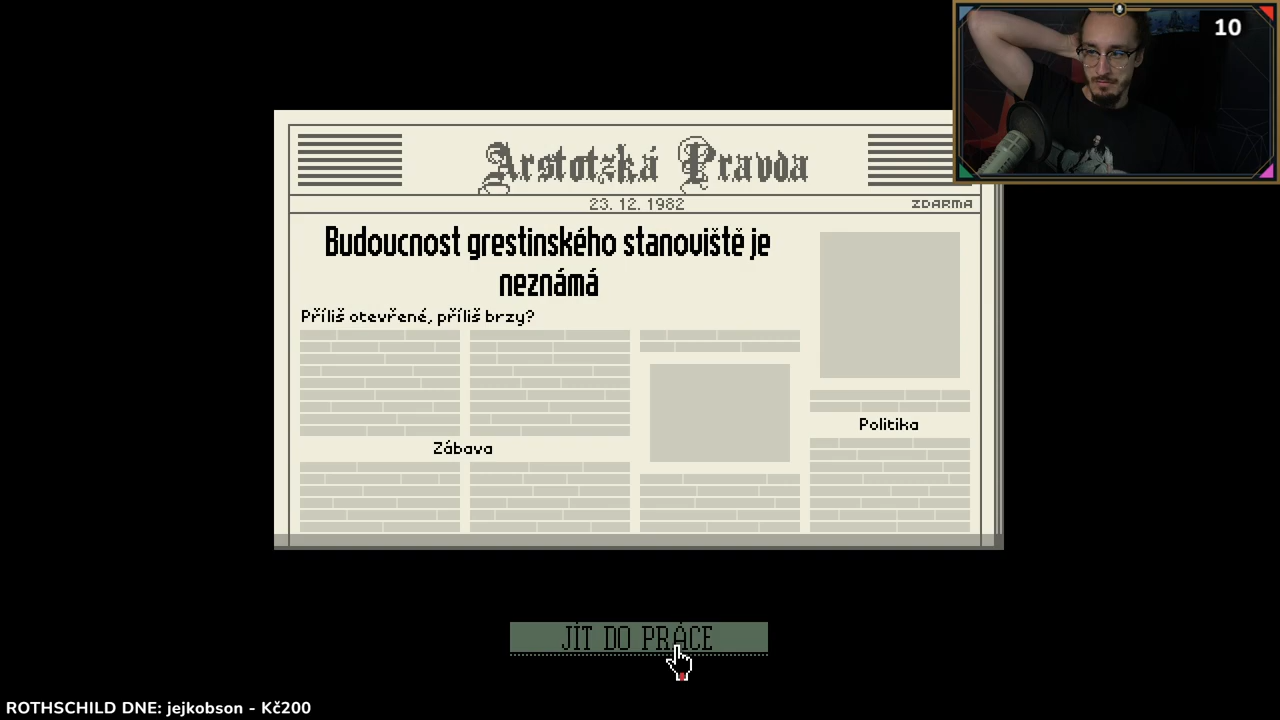 10
Arstotzká Pravda
23. 12. 1982
ZDARMA
Budoucnost grestinského stanoviště je
neznámá
Příliš otevřené, příliš brzy?
Politika
Zábava
JÍT DO PRÁCE
ROTHSCHILD DNE: jejkobson - Kč200